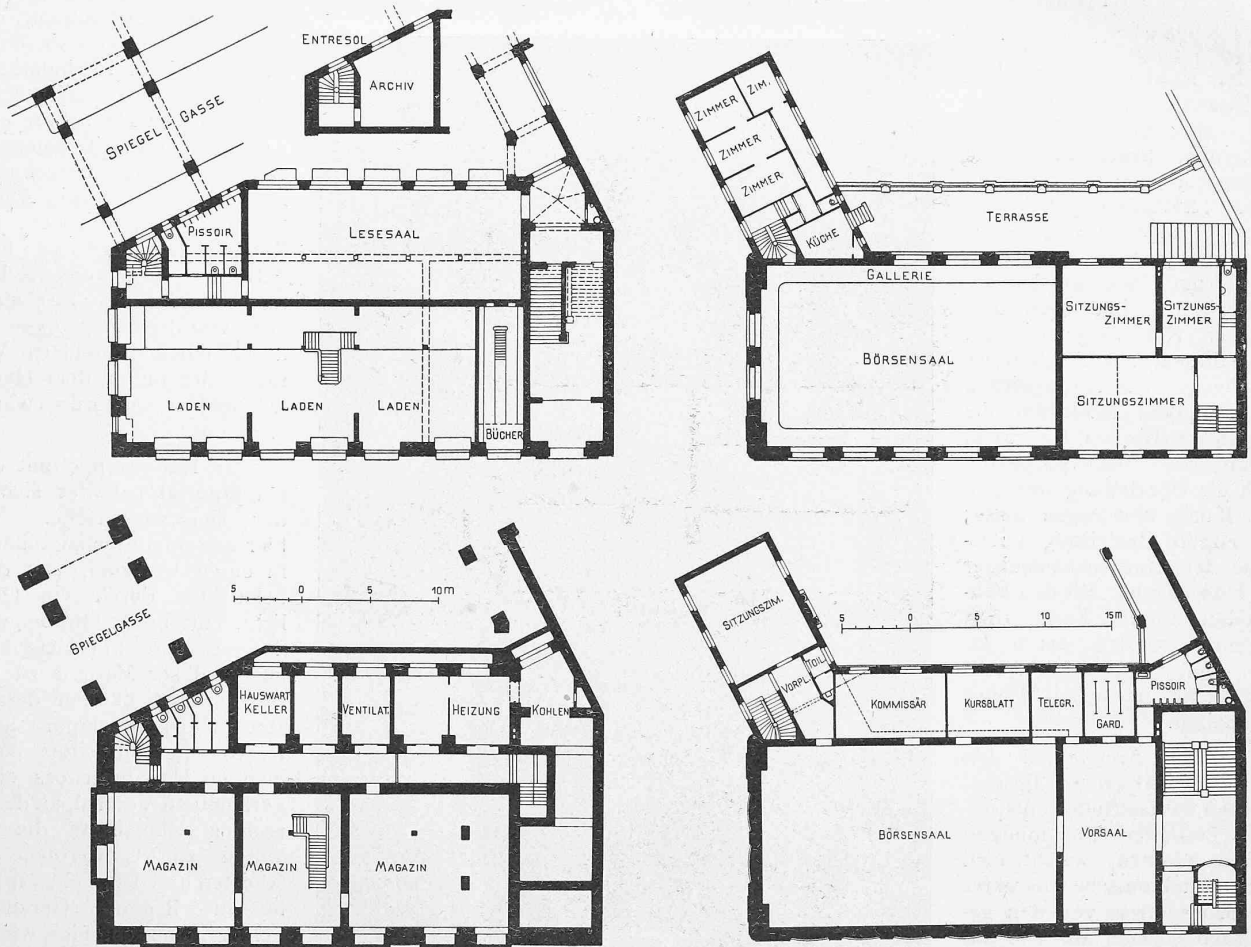 ENTRESOL
ARCHIV
SPIEGEL-GASSE
PISSOIR
LESESAAL
LADEN
LADEN
LADEN
BÜCHER
ZIMMER
ZIM.
ZIMMER
ZIMMER
KÜCHE
TERRASSE
GALLERIE
BÖRSENSAAL
SITZUNGS-
ZIMMER
SITZUNGS-
ZIMMER
SITZUNGSZIMMER
SPIEGELGASSE
5 0 5 10m
HAUSWART
KELLER
VENTILAT.
HEIZUNG
KOHLEN
MAGAZIN
MAGAZIN
MAGAZIN
SITZUNGSZIM.
5 0 5 10 15m
VORPL.
TOIL.
KOMMISSÄR
KURSBLATT
TELEGR.
GARD.
PISSOIR
BÖRSENSAAL
VORSAAL